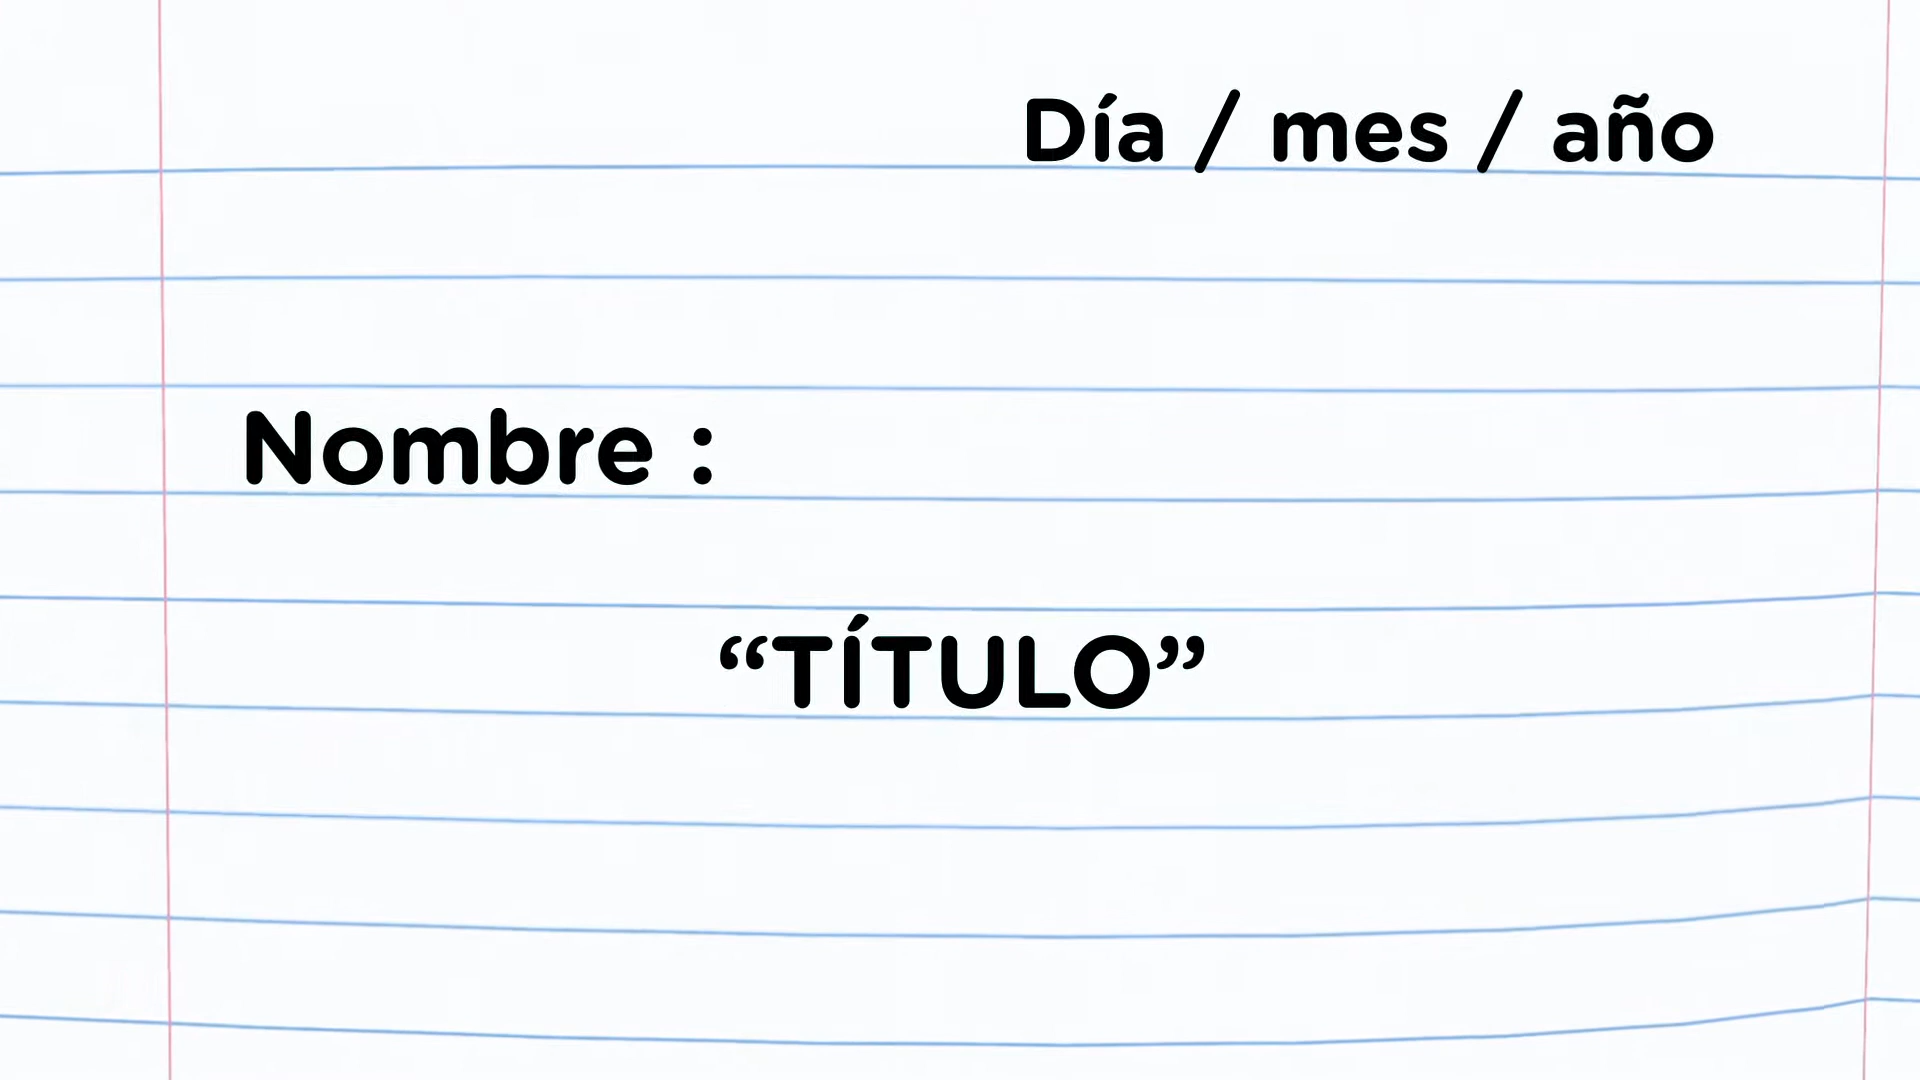 Día / mes / año
Nombre :
“TÍTULO”